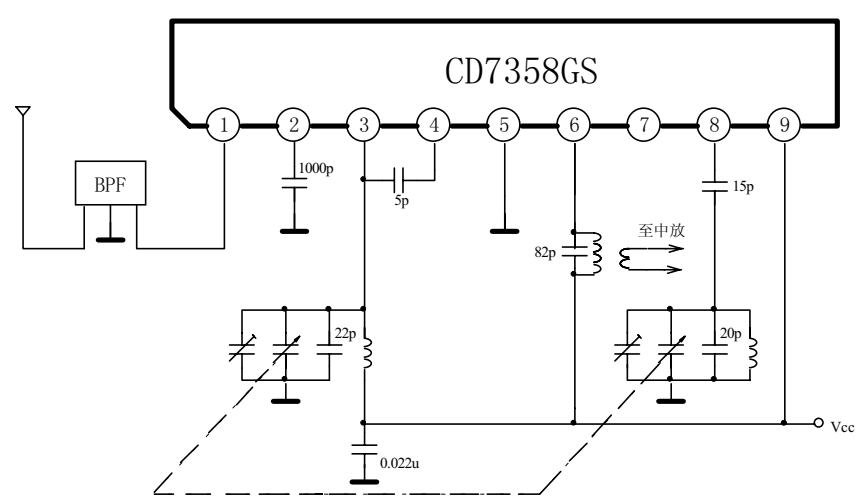 CD7358GS
1 2 3 4 5 6 7 8 9
BPF
1000p
5p
15p
82p
至中放
22p
20p
Vcc
0.022u